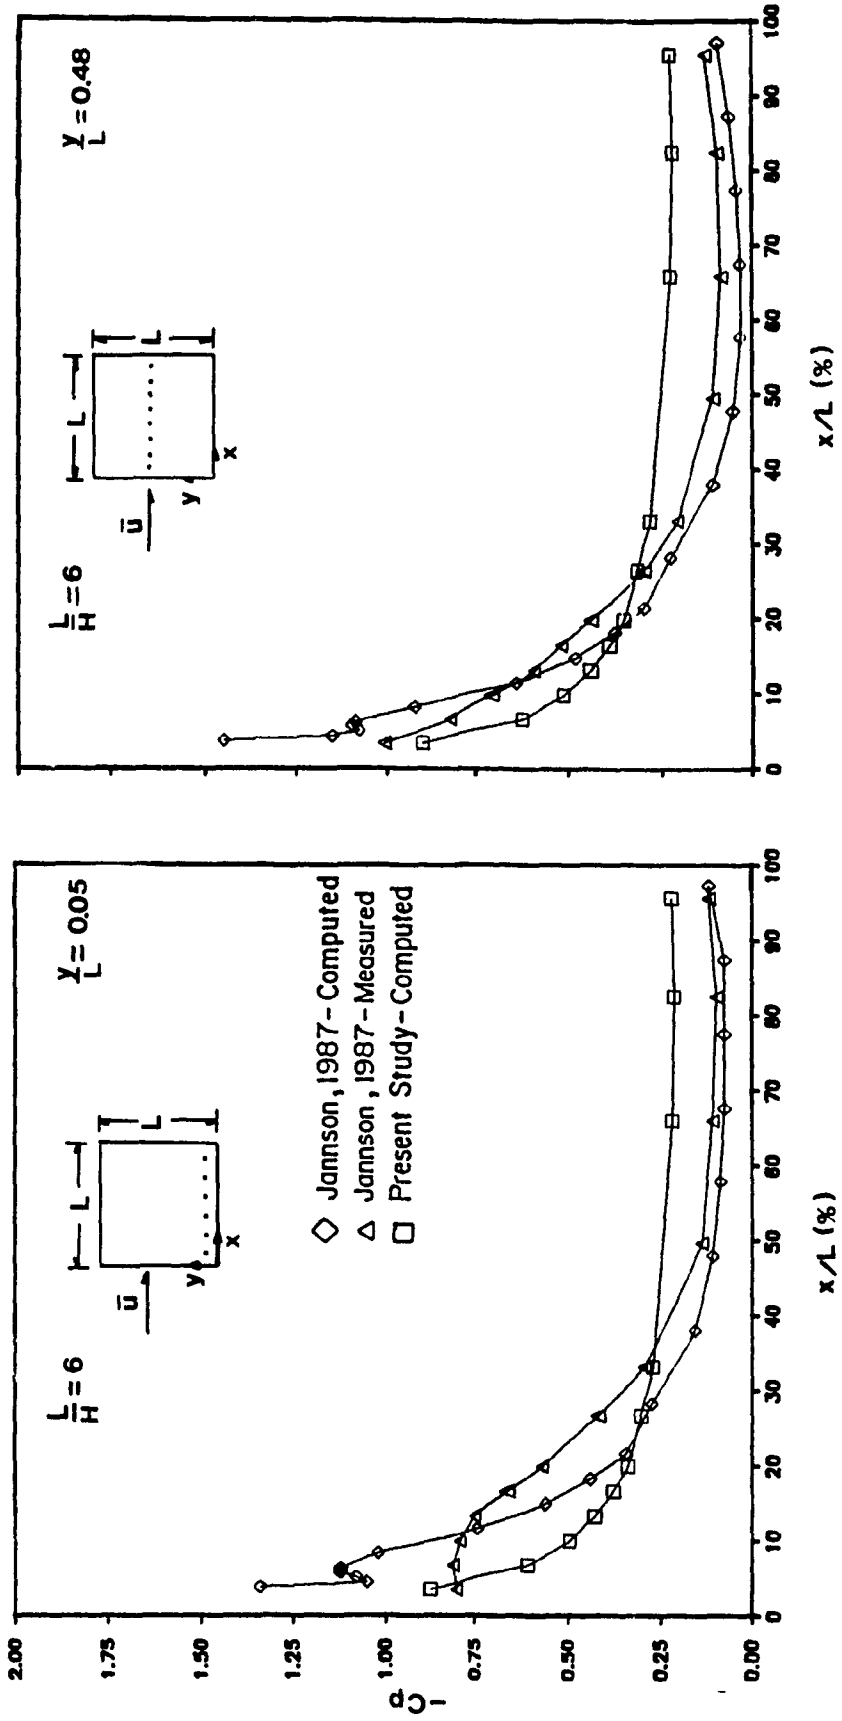 L/H = 6
y/L = 0.05
L
L
ū
y
x
◇ Jannson, 1987 - Computed
△ Jannson, 1987 - Measured
□ Present Study - Computed
-Cp
2.00
1.75
1.50
1.25
1.00
0.75
0.50
0.25
0.00
0 10 20 30 40 50 60 70 80 90 100
x/L (%)
L/H = 6
y/L = 0.48
L
L
ū
y
x
0 10 20 30 40 50 60 70 80 90 100
x/L (%)